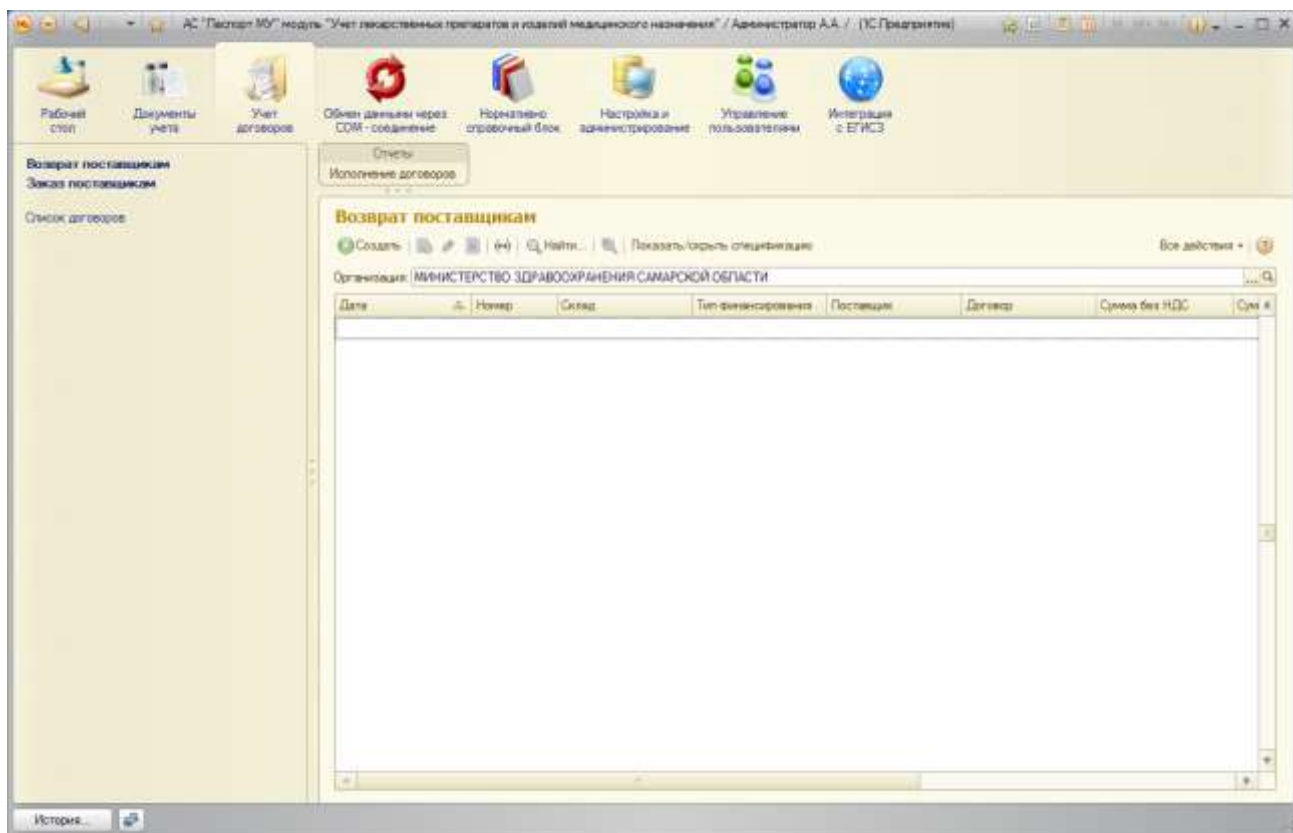 АС "Паспорт МУ" модуль "Учет лекарственных препаратов и изделий медицинского назначения" / Администратор А.А. / (1С:Предприятие)
Рабочий стол
Документы учета
Учет договоров
Обмен данными через COM - соединение
Нормативно справочный блок
Настройка и администрирование
Управление пользователями
Интеграция с ЕГИСЗ
Возврат поставщикам
Заказ поставщикам
Список договоров
Отчеты
Исполнение договоров
Возврат поставщикам
Создать Найти... Показать/скрыть спецификацию Все действия
Организация: МИНИСТЕРСТВО ЗДРАВООХРАНЕНИЯ САМАРСКОЙ ОБЛАСТИ
Дата Номер Склад Тип финансирования Поставщик Договор Сумма без НДС Сум
История...